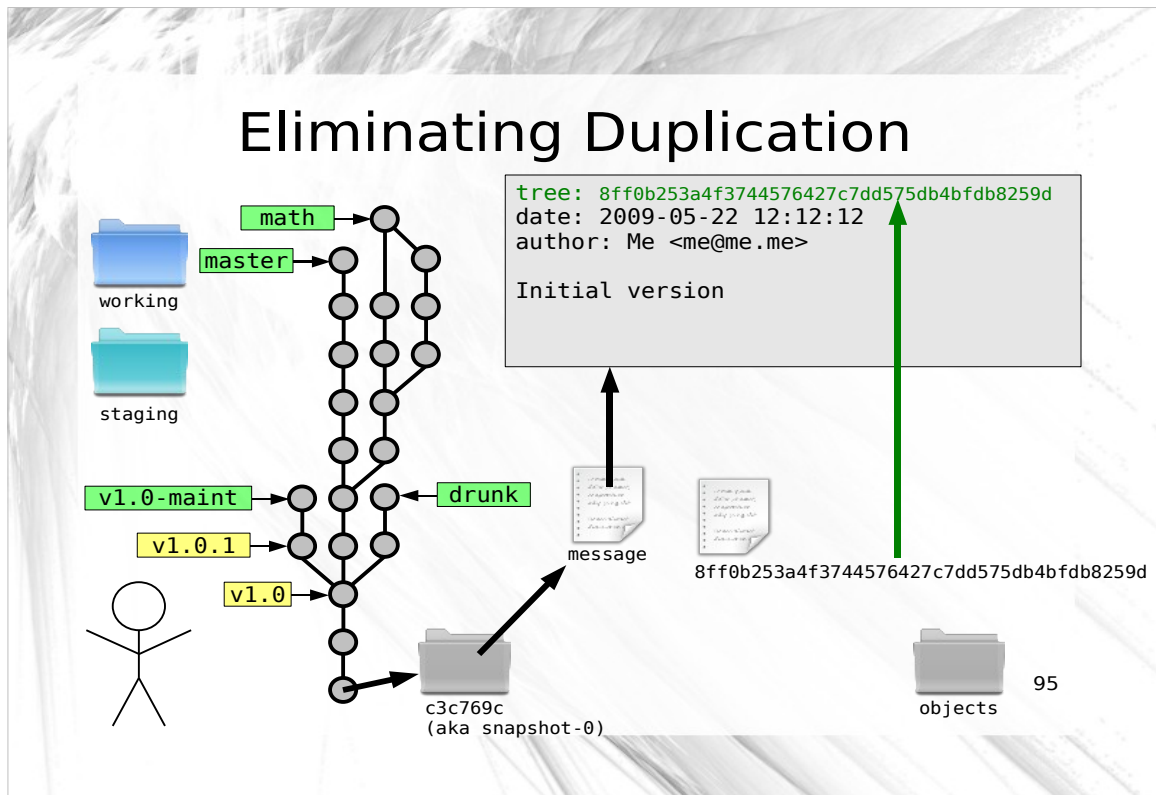 Eliminating Duplication
tree: 8ff0b253a4f3744576427c7dd575db4bfdb8259d
date: 2009-05-22 12:12:12
author: Me <me@me.me>
Initial version
math
master
working
staging
v1.0-maint
drunk
v1.0.1
v1.0
message
8ff0b253a4f3744576427c7dd575db4bfdb8259d
c3c769c
(aka snapshot-0)
objects
95